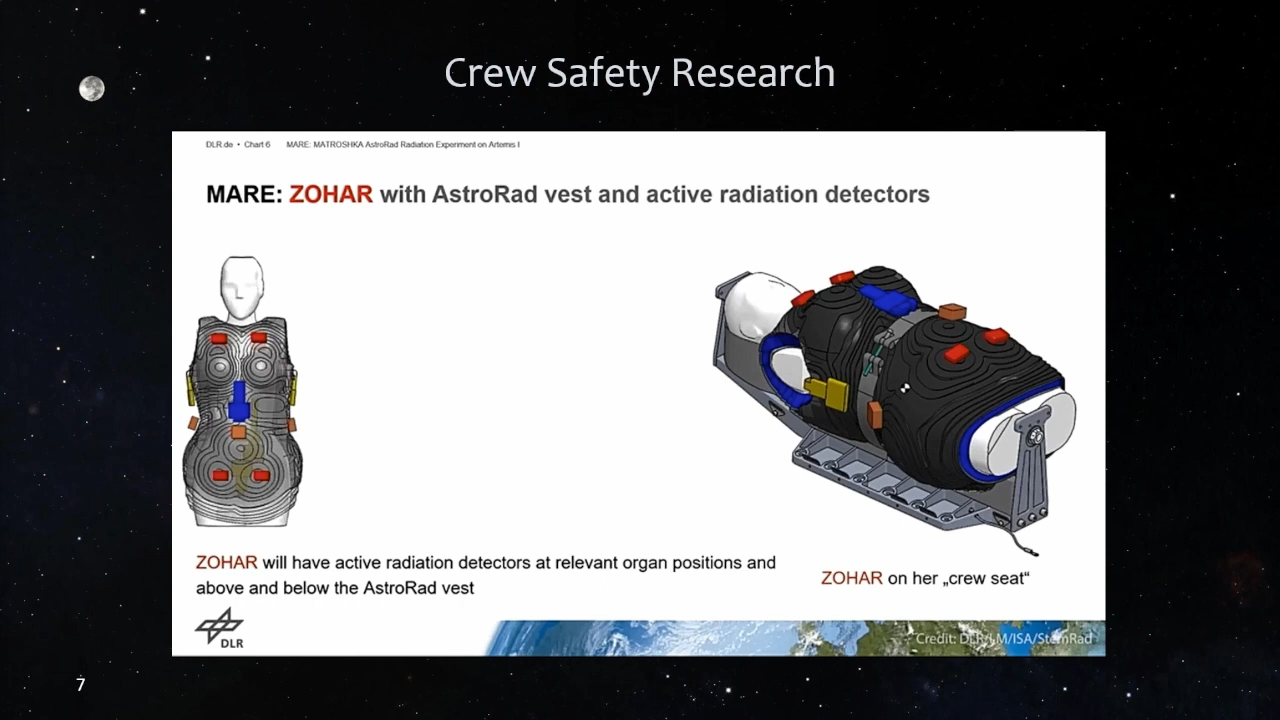 Crew Safety Research
DLR.de • Chart 6 MARE: MATROSHKA AstroRad Radiation Experiment on Artemis I
MARE: ZOHAR with AstroRad vest and active radiation detectors
ZOHAR will have active radiation detectors at relevant organ positions and
above and below the AstroRad vest
ZOHAR on her „crew seat“
DLR
Credit: DLR/LM/ISA/StemRad
7